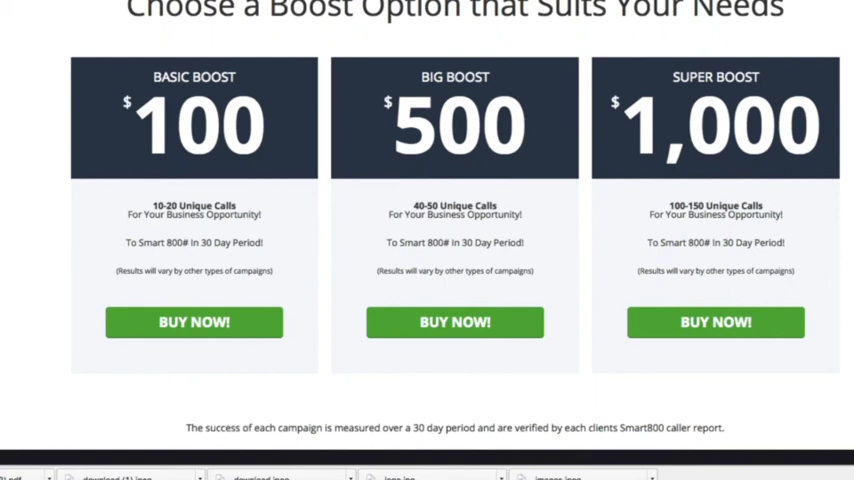 Choose a Boost Option that Suits Your Needs
BASIC BOOST
$100
10-20 Unique Calls
For Your Business Opportunity!
To Smart 800# In 30 Day Period!
(Results will vary by other types of campaigns)
BUY NOW!
BIG BOOST
$500
40-50 Unique Calls
For Your Business Opportunity!
To Smart 800# In 30 Day Period!
(Results will vary by other types of campaigns)
BUY NOW!
SUPER BOOST
$1,000
100-150 Unique Calls
For Your Business Opportunity!
To Smart 800# In 30 Day Period!
(Results will vary by other types of campaigns)
BUY NOW!
The success of each campaign is measured over a 30 day period and are verified by each clients Smart800 caller report.